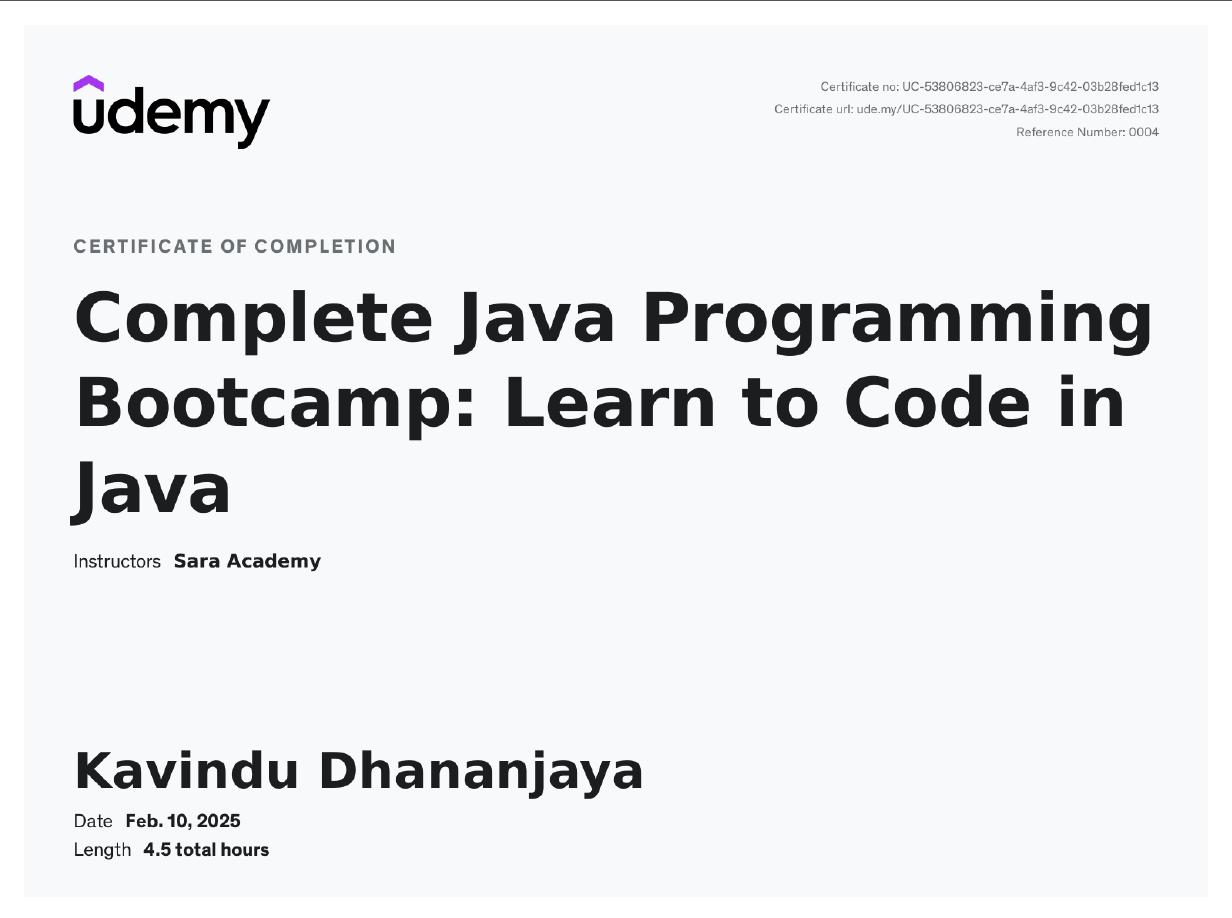 udemy
Certificate no: UC-53806823-ce7a-4af3-9c42-03b28fed1c13
Certificate url: ude.my/UC-53806823-ce7a-4af3-9c42-03b28fed1c13
Reference Number: 0004
CERTIFICATE OF COMPLETION
Complete Java Programming
Bootcamp: Learn to Code in
Java
Instructors Sara Academy
Kavindu Dhananjaya
Date Feb. 10, 2025
Length 4.5 total hours